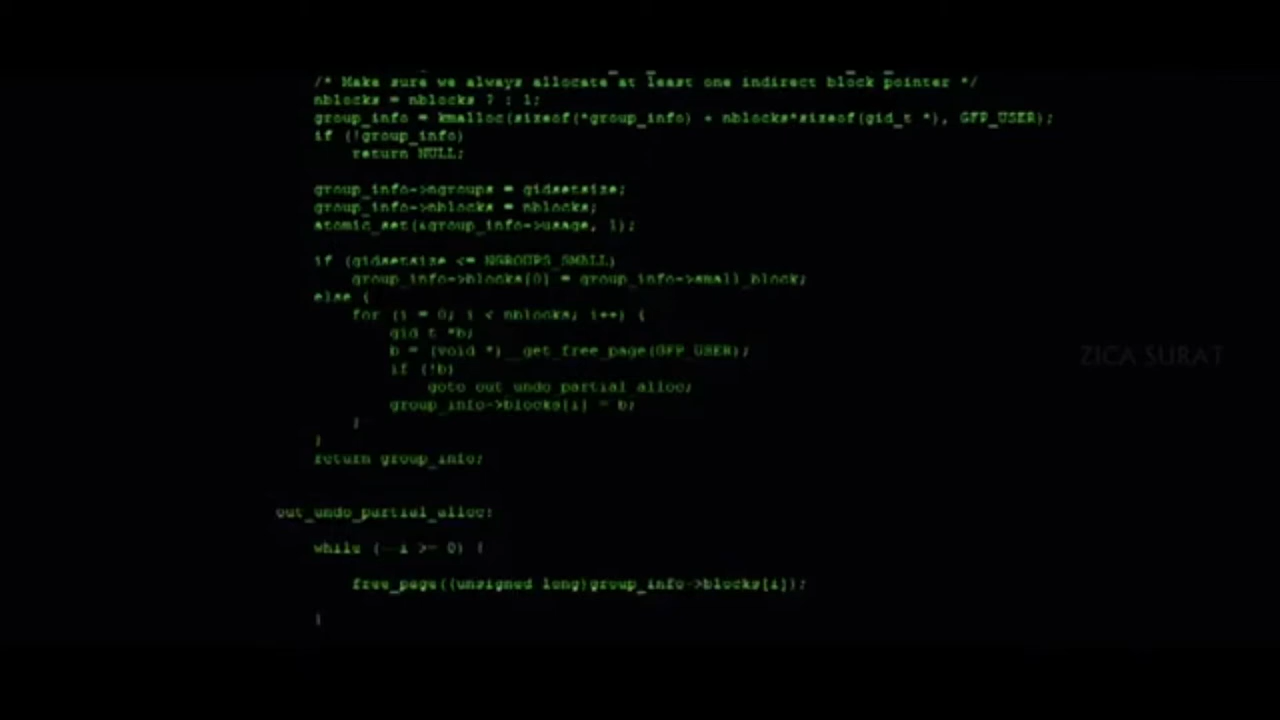 /* Make sure we always allocate at least one indirect block pointer */
nblocks = nblocks ? : 1;
group_info = kmalloc(sizeof(*group_info) + nblocks*sizeof(gid_t *), GFP_USER);
if (!group_info)
return NULL;
group_info->ngroups = gidsetsize;
group_info->nblocks = nblocks;
atomic_set(&group_info->usage, 1);
if (gidsetsize <= NGROUPS_SMALL)
group_info->blocks[0] = group_info->small_block;
else {
for (i = 0; i < nblocks; i++) {
gid_t *b;
b = (void *)__get_free_page(GFP_USER);
if (!b)
goto out_undo_partial_alloc;
group_info->blocks[i] = b;
}
}
return group_info;
ZICA SURAT
out_undo_partial_alloc:
while (--i >= 0) {
free_page((unsigned long)group_info->blocks[i]);
}